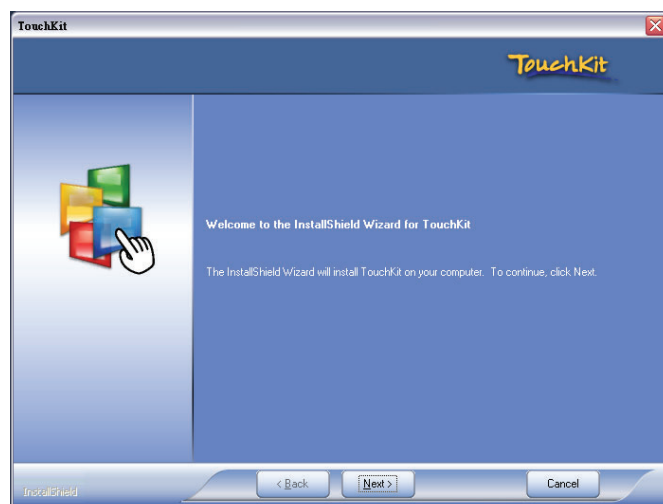 TouchKit
TouchKit
Welcome to the InstallShield Wizard for TouchKit
The InstallShield Wizard will install TouchKit on your computer. To continue, click Next.
InstallShield
< Back
Next >
Cancel